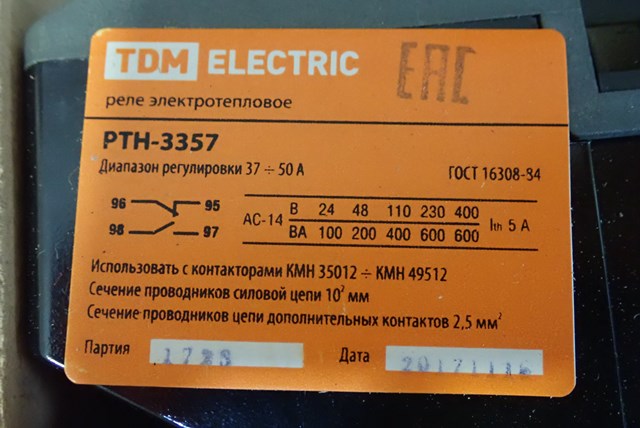 TDM ELECTRIC
EAC
реле электротепловое
РТН-3357
Диапазон регулировки 37 ÷ 50 А
ГОСТ 16308-84
96 95
98 97
АС-14 В 24 48 110 230 400
ВА 100 200 400 600 600
Ith 5 А
Использовать с контакторами КМН 35012 ÷ КМН 49512
Сечение проводников силовой цепи 10² мм
Сечение проводников цепи дополнительных контактов 2,5 мм²
Партия Дата 20171116